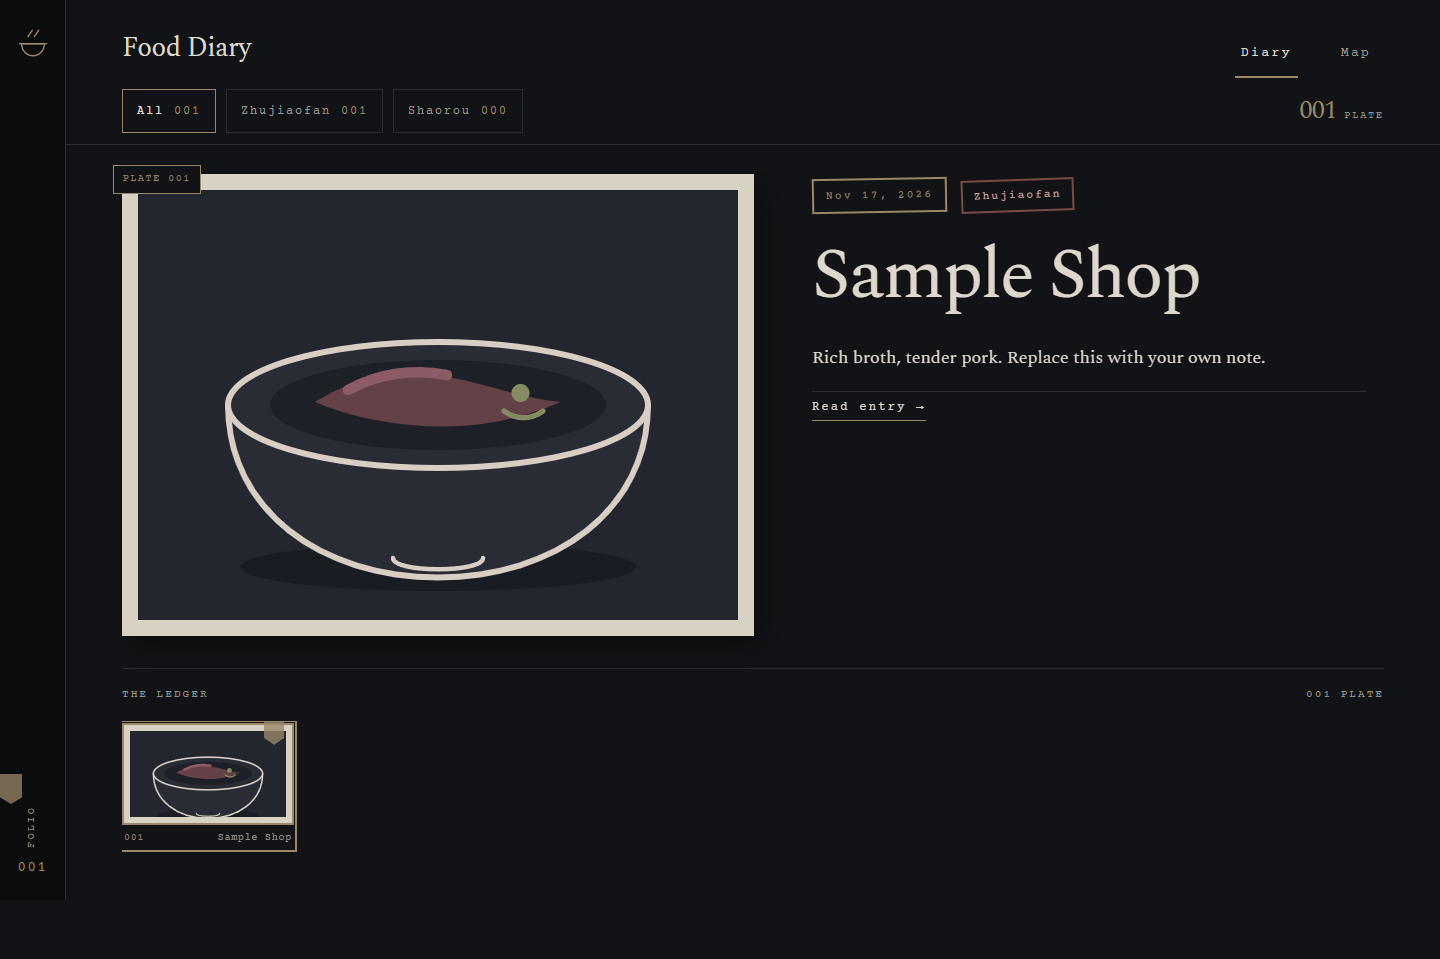 Food Diary
Diary
Map
All 001
Zhujiaofan 001
Shaorou 000
001 PLATE
PLATE 001
Nov 17, 2026
Zhujiaofan
Sample Shop
Rich broth, tender pork. Replace this with your own note.
Read entry →
THE LEDGER
001 PLATE
001
Sample Shop
FOLIO
001